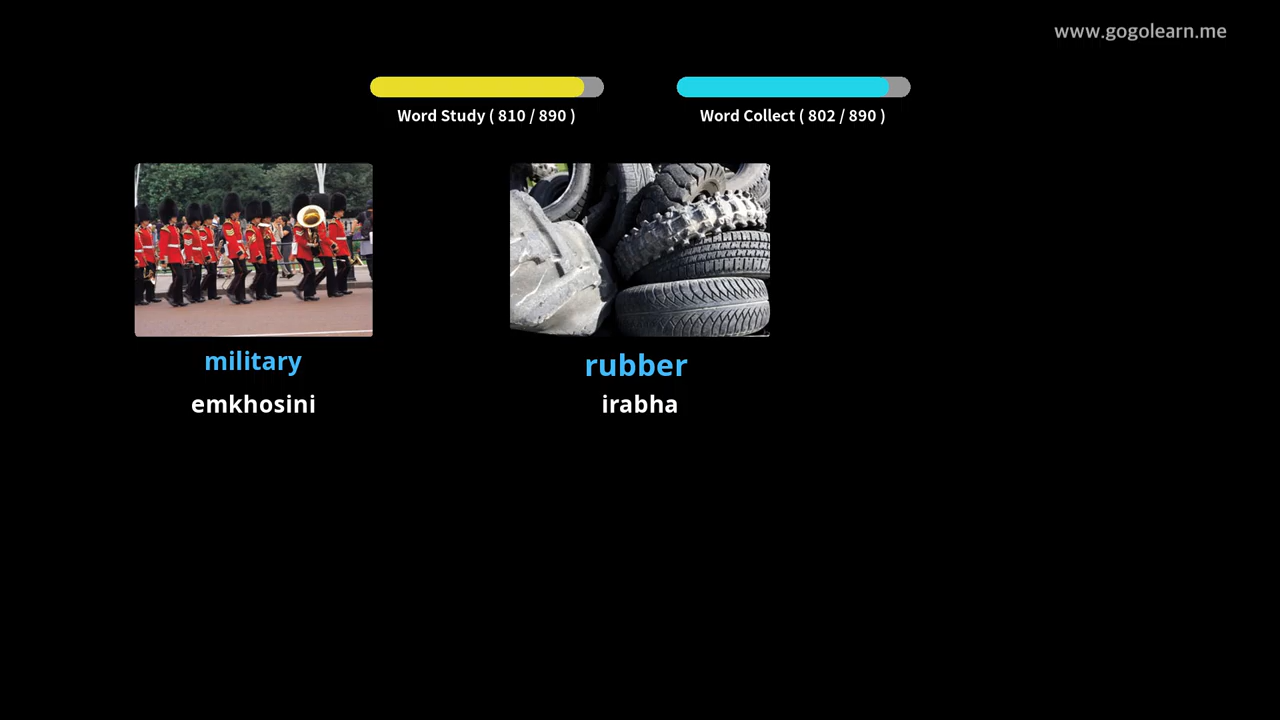 www.gogolearn.me
Word Study ( 810 / 890 )
Word Collect ( 802 / 890 )
military
emkhosini
rubber
irabha